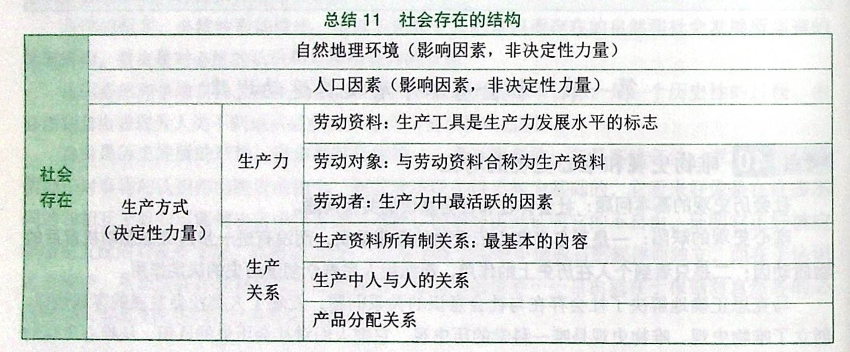 总结 11 社会存在的结构
自然地理环境（影响因素，非决定性力量）
人口因素（影响因素，非决定性力量）
社会
存在
生产方式
（决定性力量）
生产力
劳动资料：生产工具是生产力发展水平的标志
劳动对象：与劳动资料合称为生产资料
劳动者：生产力中最活跃的因素
生产
关系
生产资料所有制关系：最基本的内容
生产中人与人的关系
产品分配关系